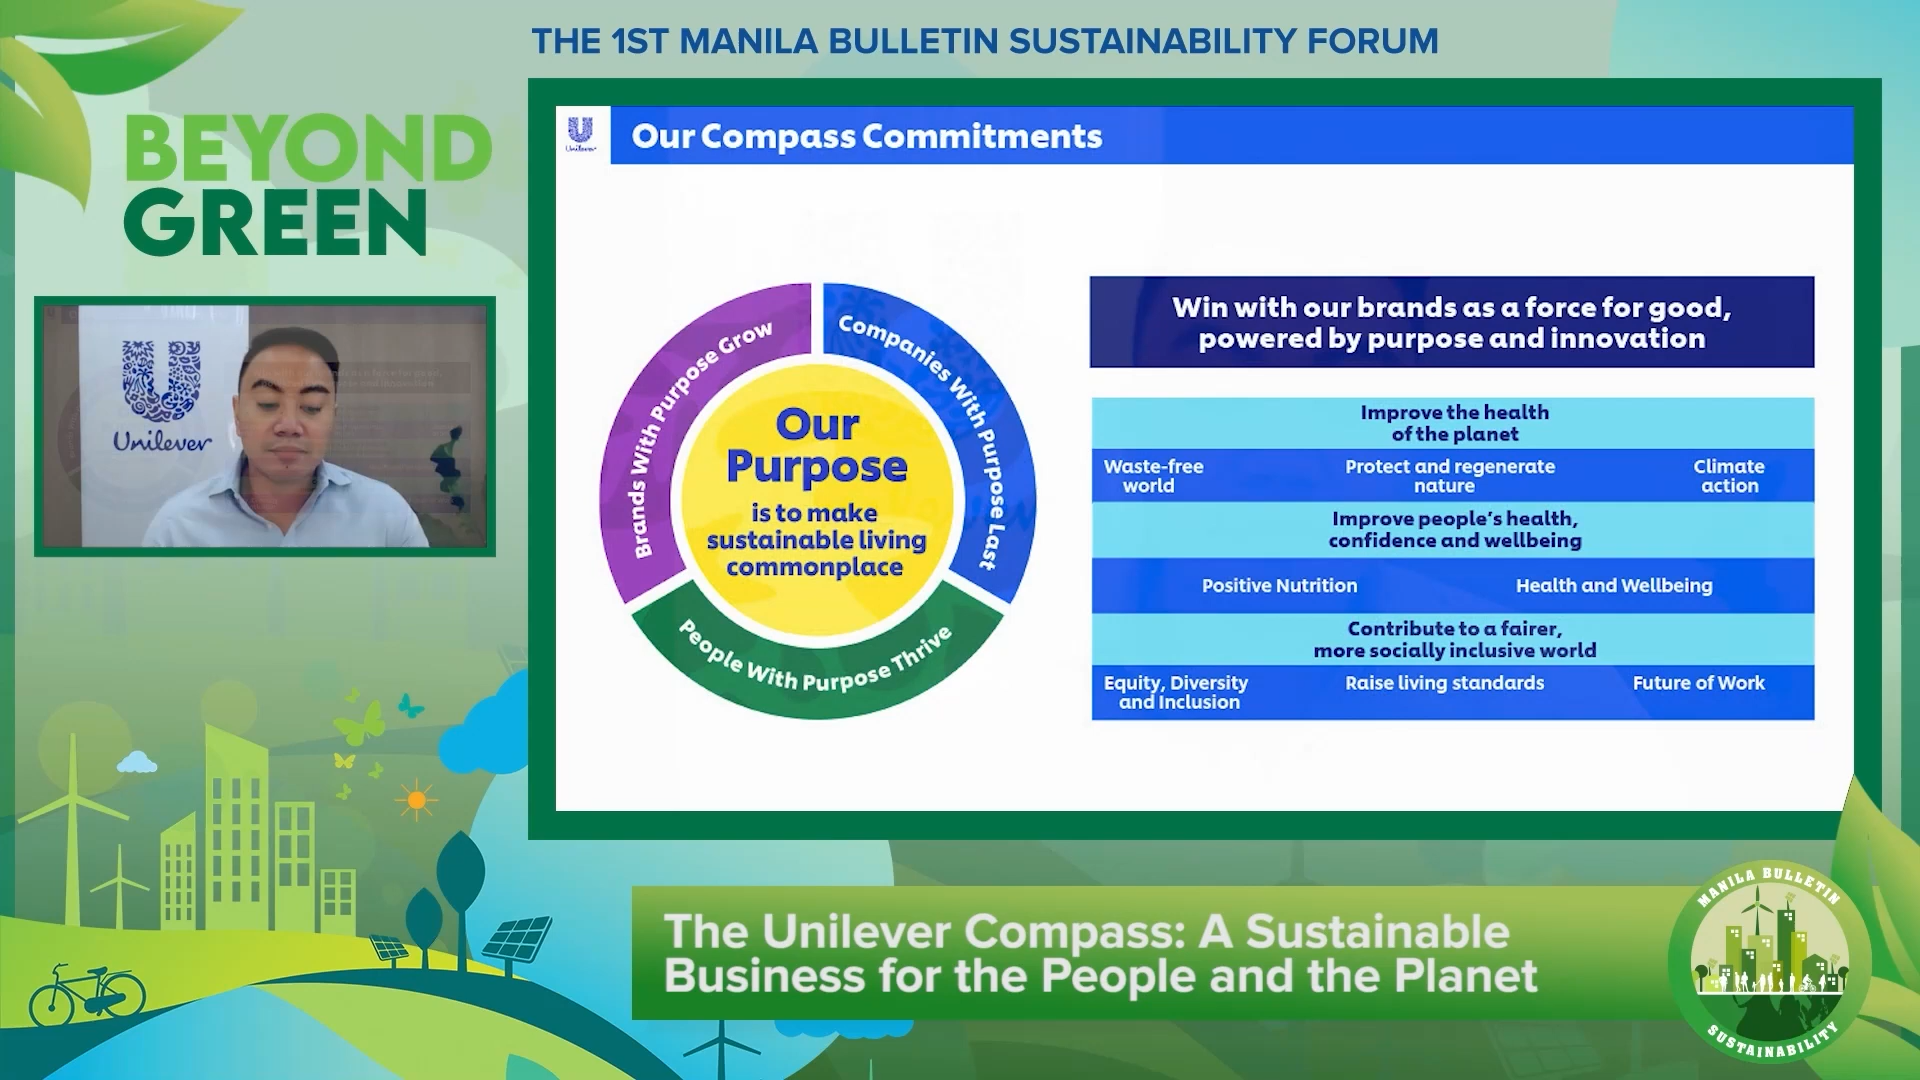 THE 1ST MANILA BULLETIN SUSTAINABILITY FORUM
BEYOND
GREEN
Unilever
Unilever
Our Compass Commitments
Brands With Purpose Grow
Companies With Purpose Last
People With Purpose Thrive
Our
Purpose
is to make
sustainable living
commonplace
Win with our brands as a force for good,
powered by purpose and innovation
Improve the health
of the planet
Waste-free
world
Protect and regenerate
nature
Climate
action
Improve people's health,
confidence and wellbeing
Positive Nutrition
Health and Wellbeing
Contribute to a fairer,
more socially inclusive world
Equity, Diversity
and Inclusion
Raise living standards
Future of Work
The Unilever Compass: A Sustainable
Business for the People and the Planet
MANILA BULLETIN
SUSTAINABILITY